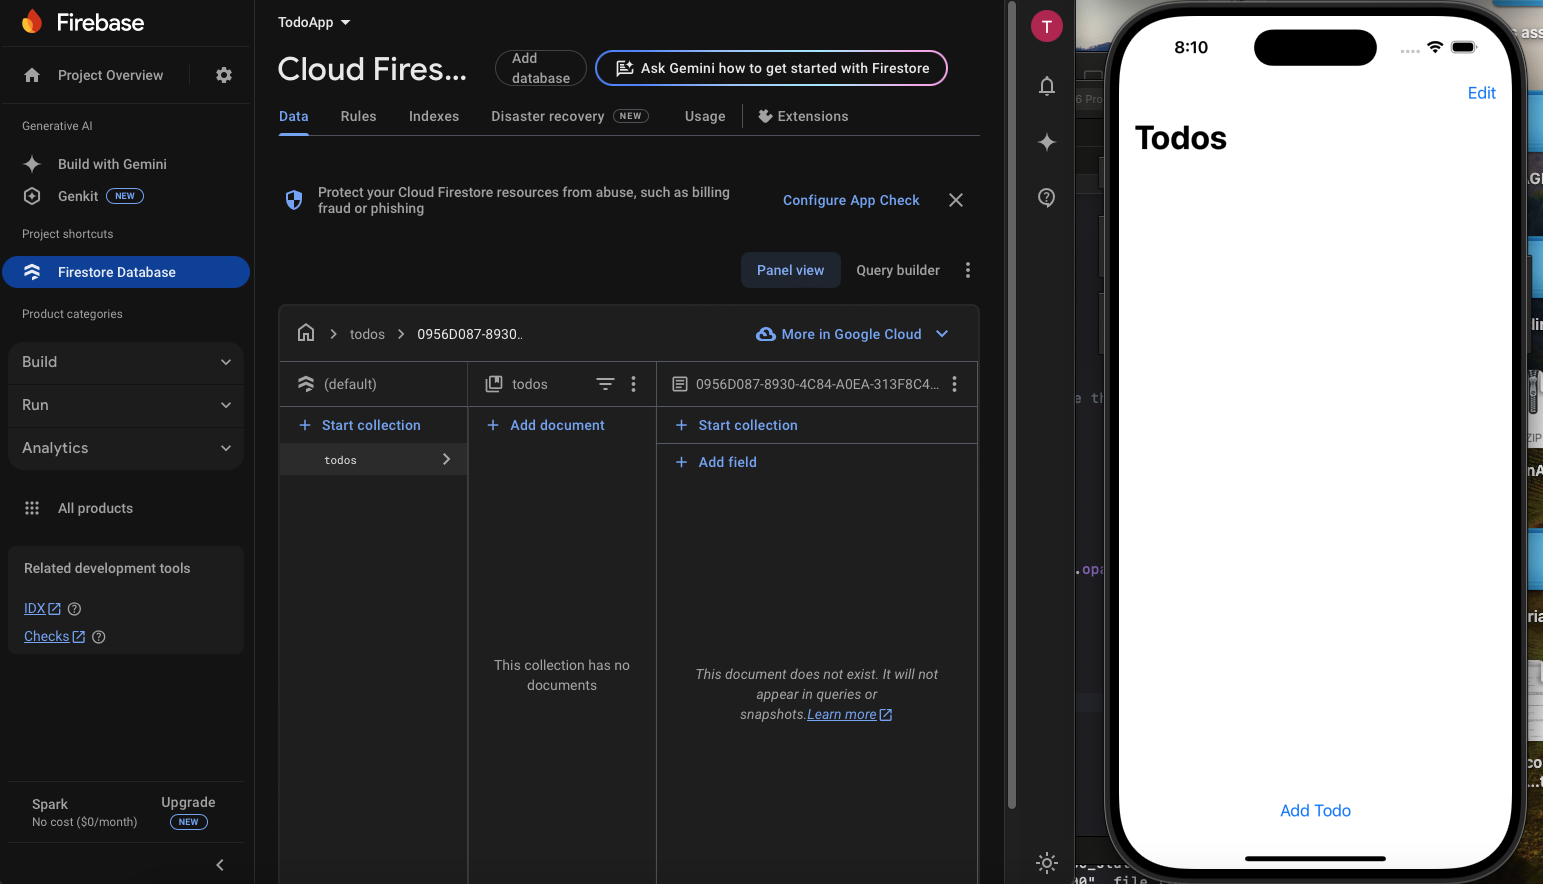 Firebase
Project Overview
Generative AI
Build with Gemini
Genkit NEW
Project shortcuts
Firestore Database
Product categories
Build
Run
Analytics
All products
Related development tools
IDX
Checks
Spark
No cost ($0/month)
Upgrade
NEW
TodoApp
Cloud Fires...
Add
database
Ask Gemini how to get started with Firestore
Data Rules Indexes Disaster recovery NEW Usage Extensions
Protect your Cloud Firestore resources from abuse, such as billing
fraud or phishing
Configure App Check
Panel view Query builder
todos 0956D087-8930..
More in Google Cloud
(default)
Start collection
todos
todos
Add document
This collection has no
documents
0956D087-8930-4C84-A0EA-313F8C4...
Start collection
Add field
This document does not exist. It will not
appear in queries or
snapshots.Learn more
T
8:10
Edit
Todos
Add Todo